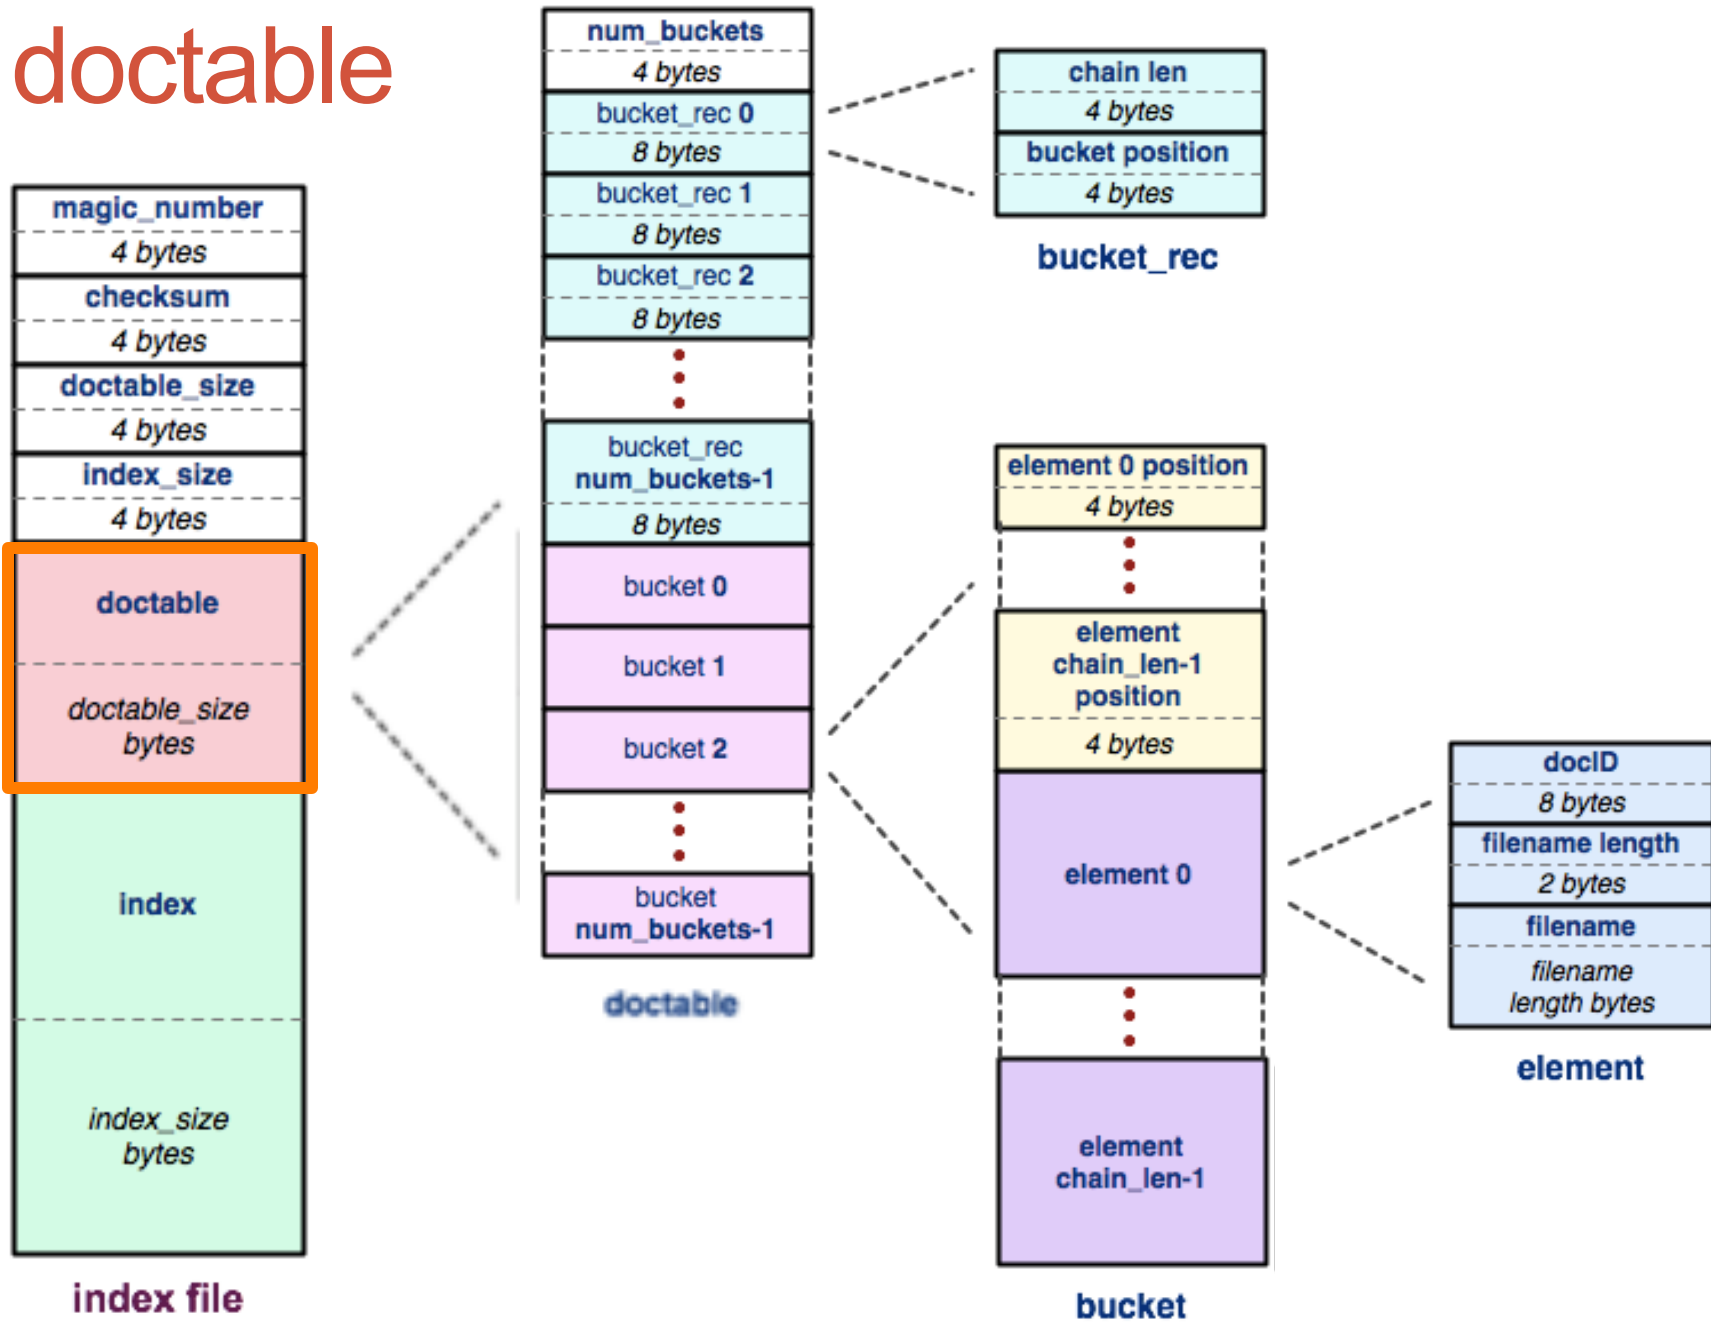 doctable
magic_number
4 bytes
checksum
4 bytes
doctable_size
4 bytes
index_size
4 bytes
doctable
doctable_size
bytes
index
index_size
bytes
index file
num_buckets
4 bytes
bucket_rec 0
8 bytes
bucket_rec 1
8 bytes
bucket_rec 2
8 bytes
bucket_rec
num_buckets-1
8 bytes
bucket 0
bucket 1
bucket 2
bucket
num_buckets-1
doctable
chain len
4 bytes
bucket position
4 bytes
bucket_rec
element 0 position
4 bytes
element
chain_len-1
position
4 bytes
element 0
element
chain_len-1
bucket
docID
8 bytes
filename length
2 bytes
filename
filename
length bytes
element